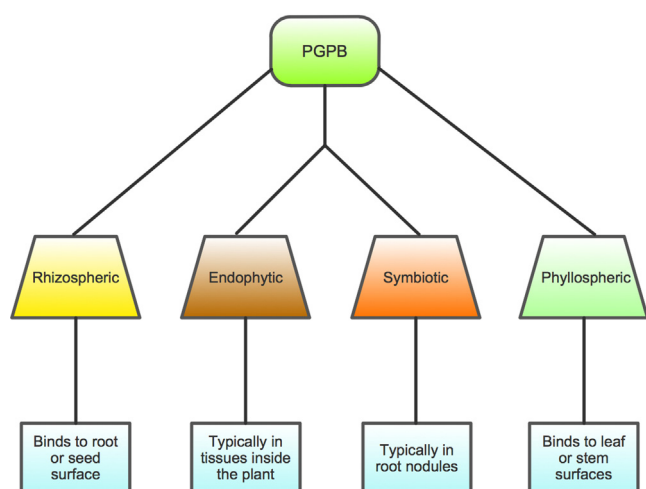 PGPB
Rhizospheric
Endophytic
Symbiotic
Phyllospheric
Binds to root
or seed
surface
Typically in
tissues inside
the plant
Typically in
root nodules
Binds to leaf
or stem
surfaces